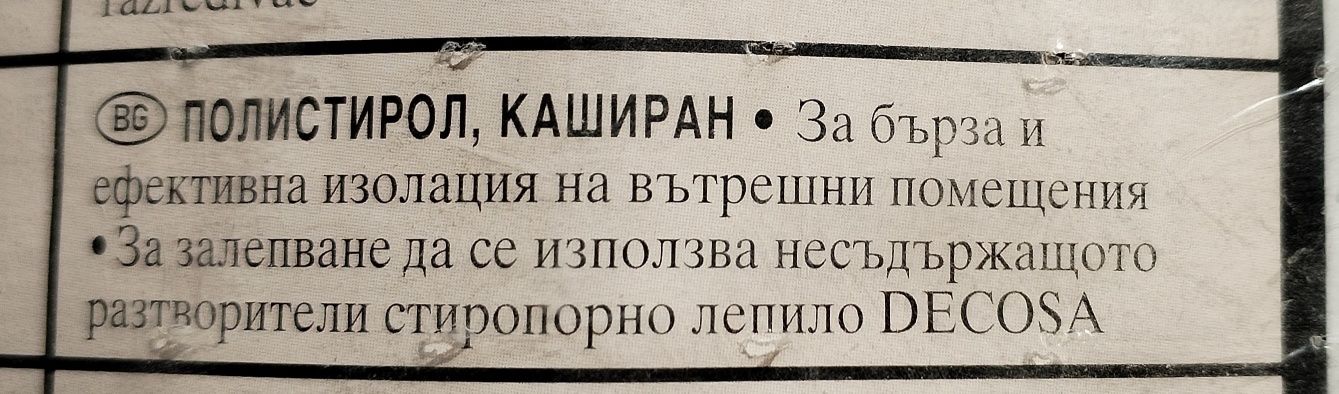 BG ПОЛИСТИРОЛ, КАШИРАН • За бърза и
ефективна изолация на вътрешни помещения
• За залепване да се използва несъдържащото
разтворители стиропорно лепило DECOSA